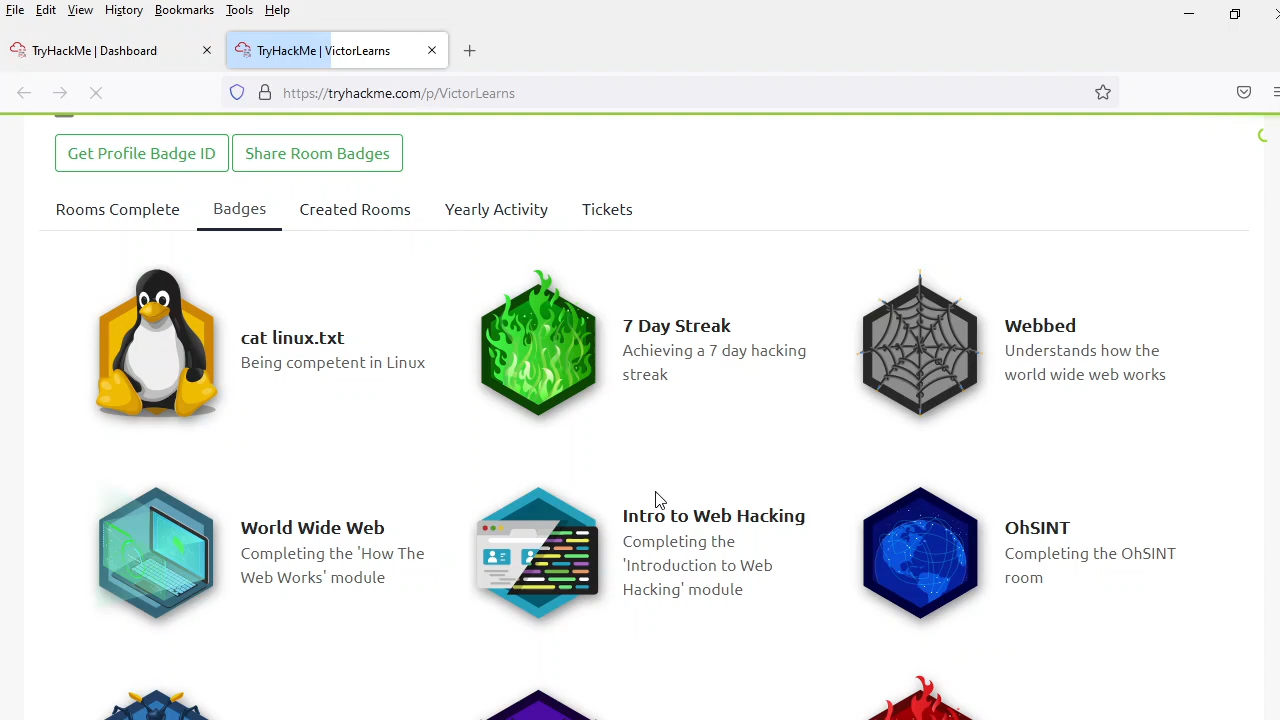 File Edit View History Bookmarks Tools Help
TryHackMe | Dashboard
TryHackMe | VictorLearns
https://tryhackme.com/p/VictorLearns
Get Profile Badge ID
Share Room Badges
Rooms Complete
Badges
Created Rooms
Yearly Activity
Tickets
cat linux.txt
Being competent in Linux
7 Day Streak
Achieving a 7 day hacking
streak
Webbed
Understands how the
world wide web works
World Wide Web
Completing the 'How The
Web Works' module
Intro to Web Hacking
Completing the
'Introduction to Web
Hacking' module
OhSINT
Completing the OhSINT
room